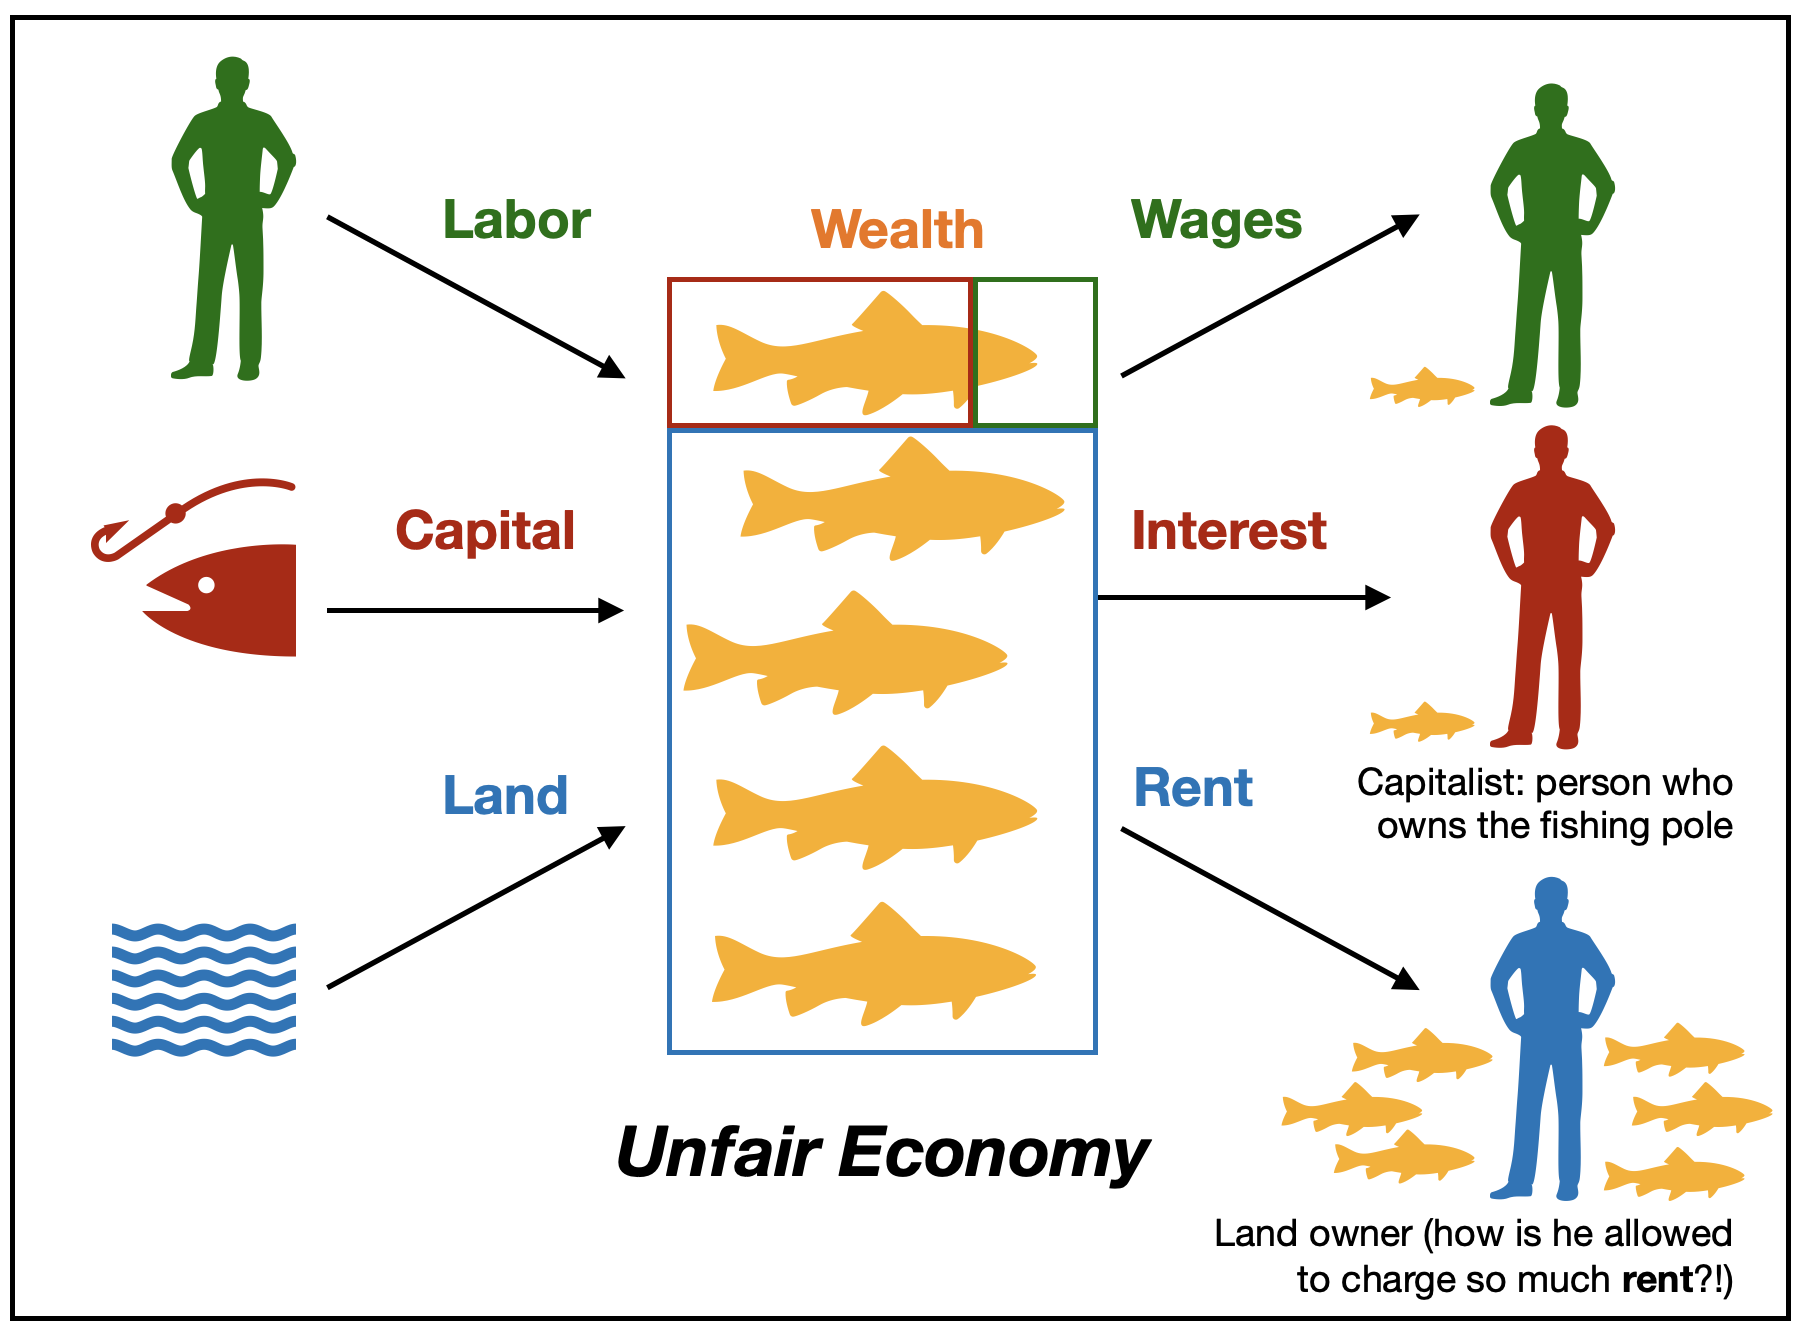 Labor
Wealth
Wages
Capital
Interest
Land
Rent
Capitalist: person who
owns the fishing pole
Unfair Economy
Land owner (how is he allowed
to charge so much rent?!)